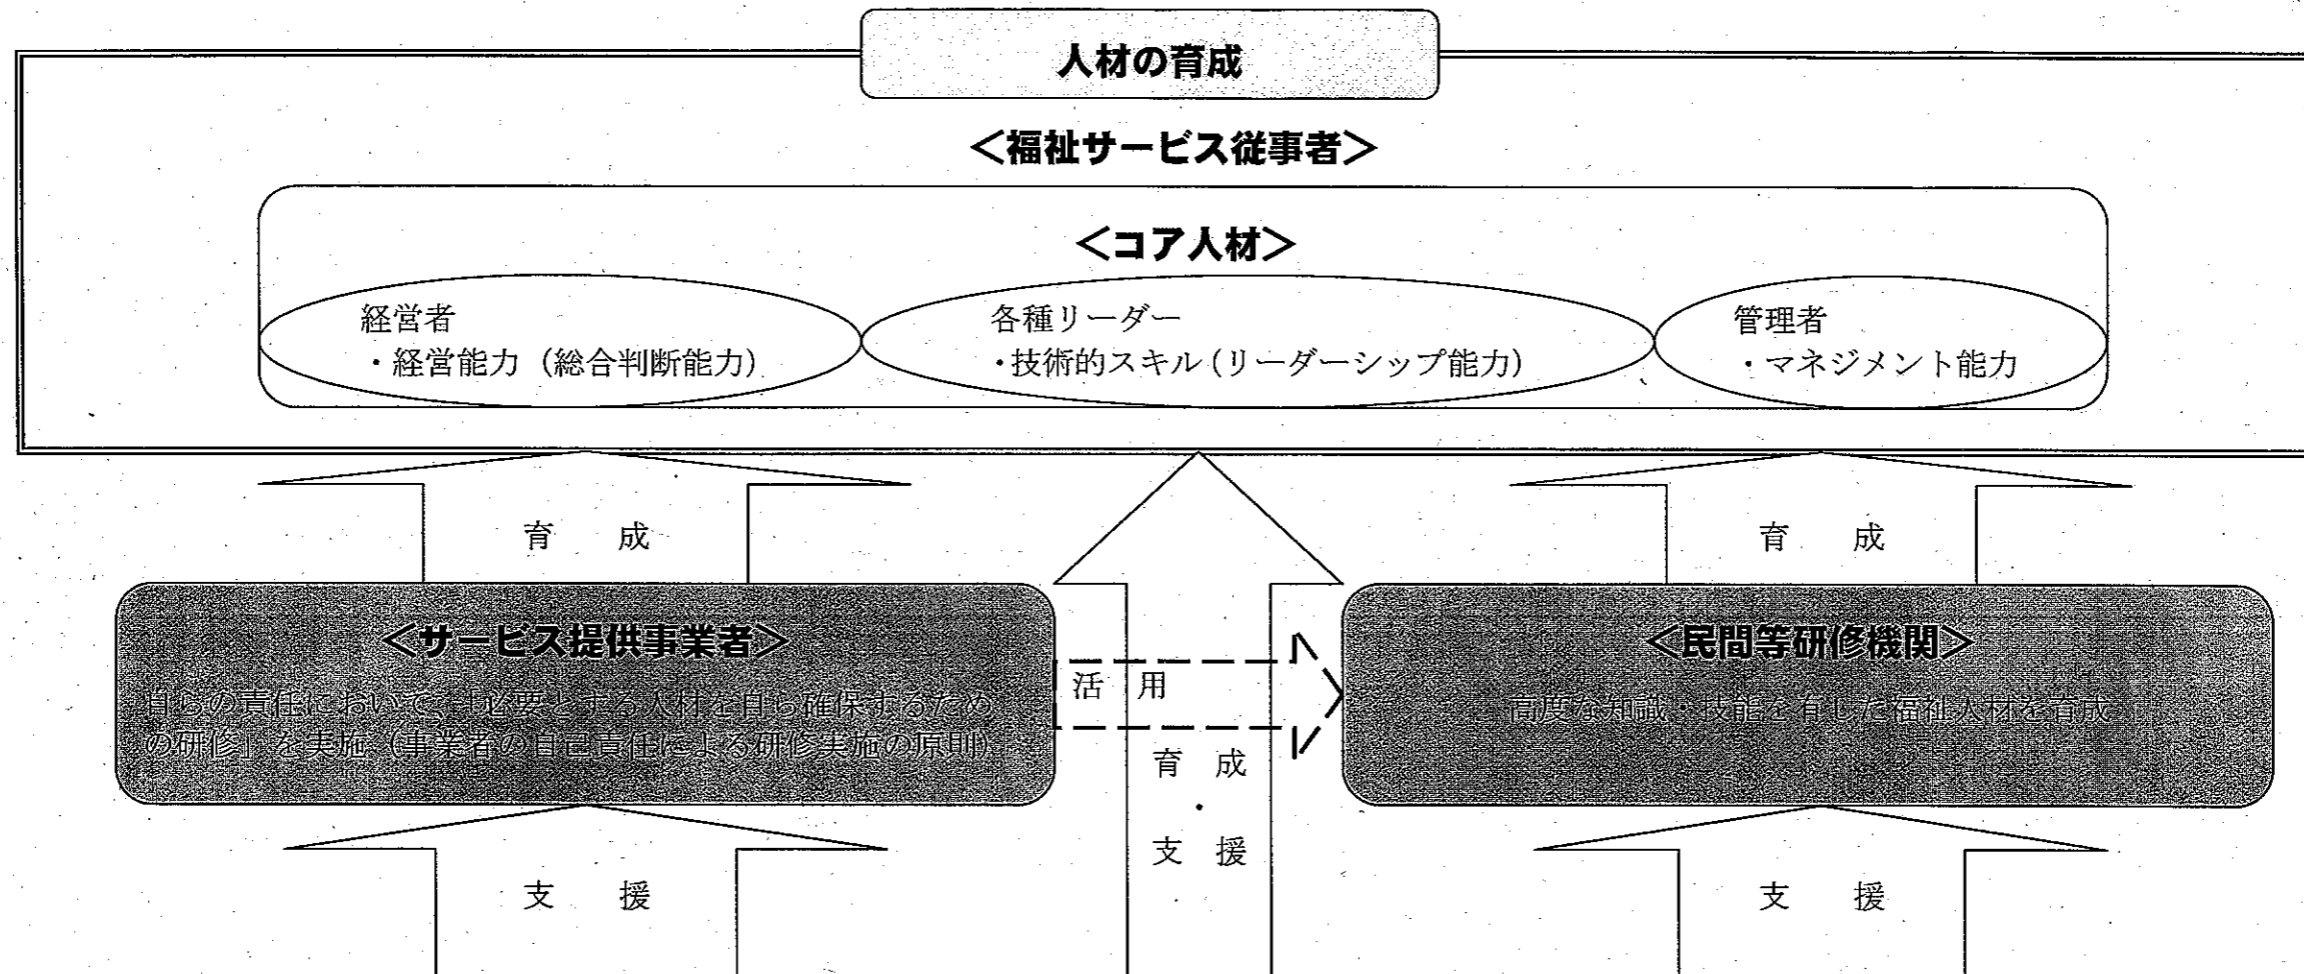 人材の育成
＜福祉サービス従事者＞
＜コア人材＞
経営者
・経営能力（総合判断能力）
各種リーダー
・技術的スキル（リーダーシップ能力）
管理者
・マネジメント能力
育　成
育　成
＜サービス提供事業者＞
自らの責任において、「必要とする人材を自ら確保するため
の研修」を実施（事業者の自己責任による研修実施の原則）
活　用
＜民間等研修機関＞
高度な知識・技能を有した福祉人材を育成
育　成
・
支　援
支　援
支　援